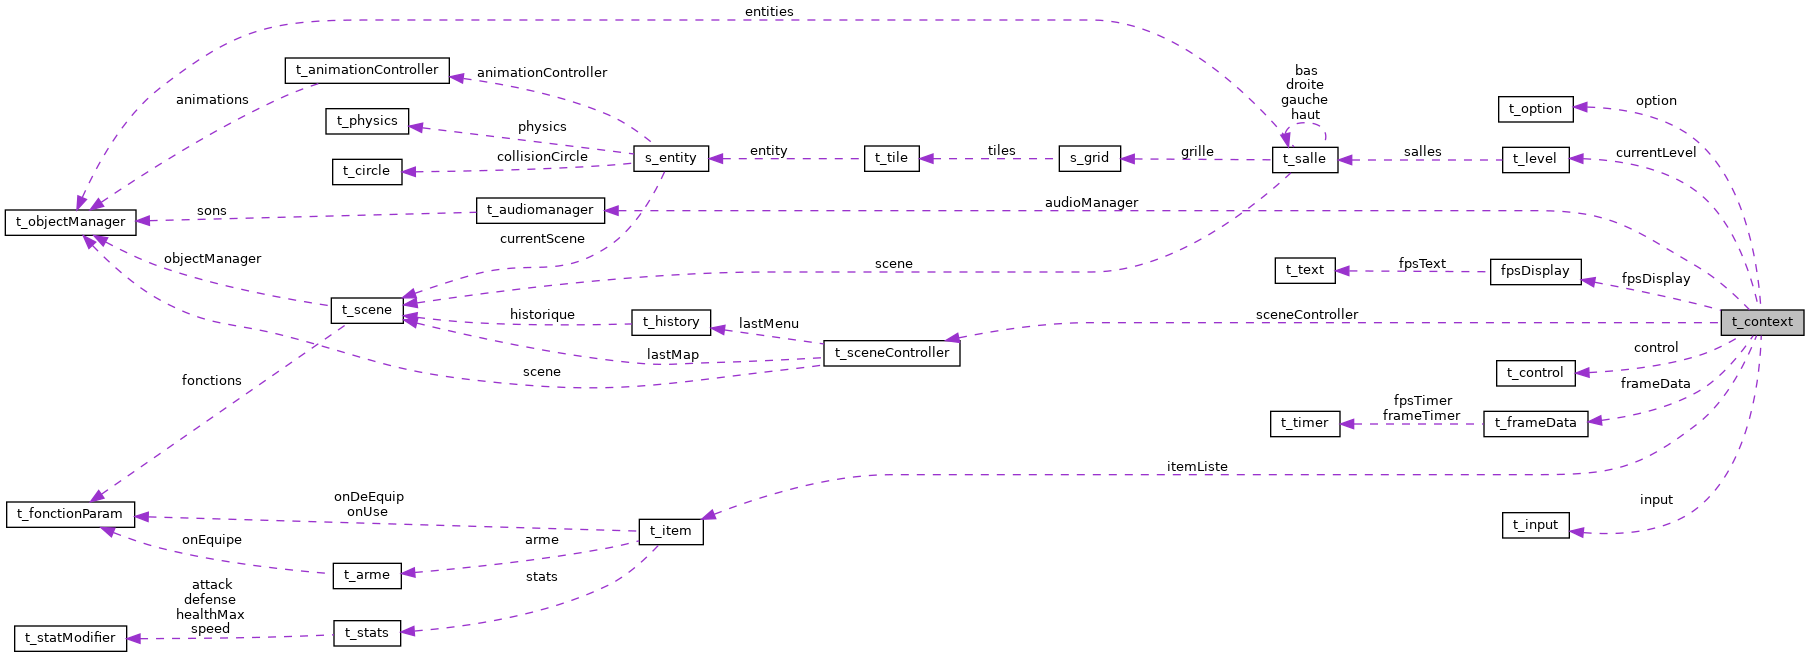 entities
t_animationController
animationController
animations
t_physics
physics
collisionCircle
t_circle
s_entity
entity
t_tile
tiles
s_grid
grille
bas
droite
gauche
haut
t_salle
salles
t_level
t_option
option
currentLevel
t_objectManager
sons
t_audiomanager
audioManager
currentScene
objectManager
scene
t_text
fpsText
fpsDisplay
fpsDisplay
t_scene
historique
t_history
lastMenu
sceneController
t_context
lastMap
t_sceneController
scene
fonctions
control
t_control
frameData
fpsTimer
frameTimer
t_timer
t_frameData
itemListe
input
t_input
t_fonctionParam
onDeEquip
onUse
t_item
onEquipe
arme
t_arme
stats
attack
defense
healthMax
speed
t_statModifier
t_stats